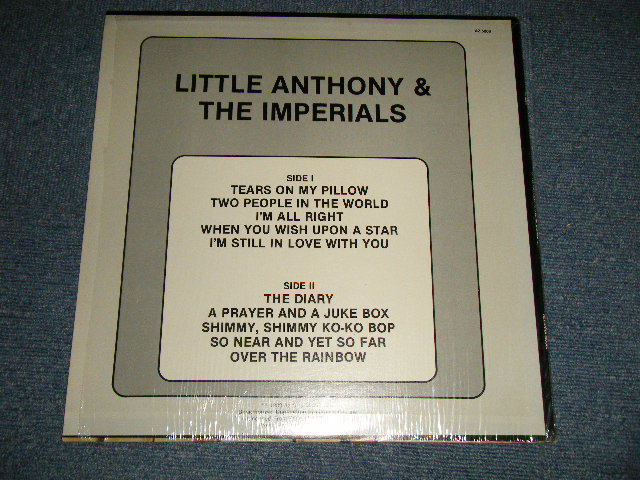 LITTLE ANTHONY &
THE IMPERIALS
SIDE I
TEARS ON MY PILLOW
TWO PEOPLE IN THE WORLD
I'M ALL RIGHT
WHEN YOU WISH UPON A STAR
I'M STILL IN LOVE WITH YOU
SIDE II
THE DIARY
A PRAYER AND A JUKE BOX
SHIMMY, SHIMMY KO-KO BOP
SO NEAR AND YET SO FAR
OVER THE RAINBOW